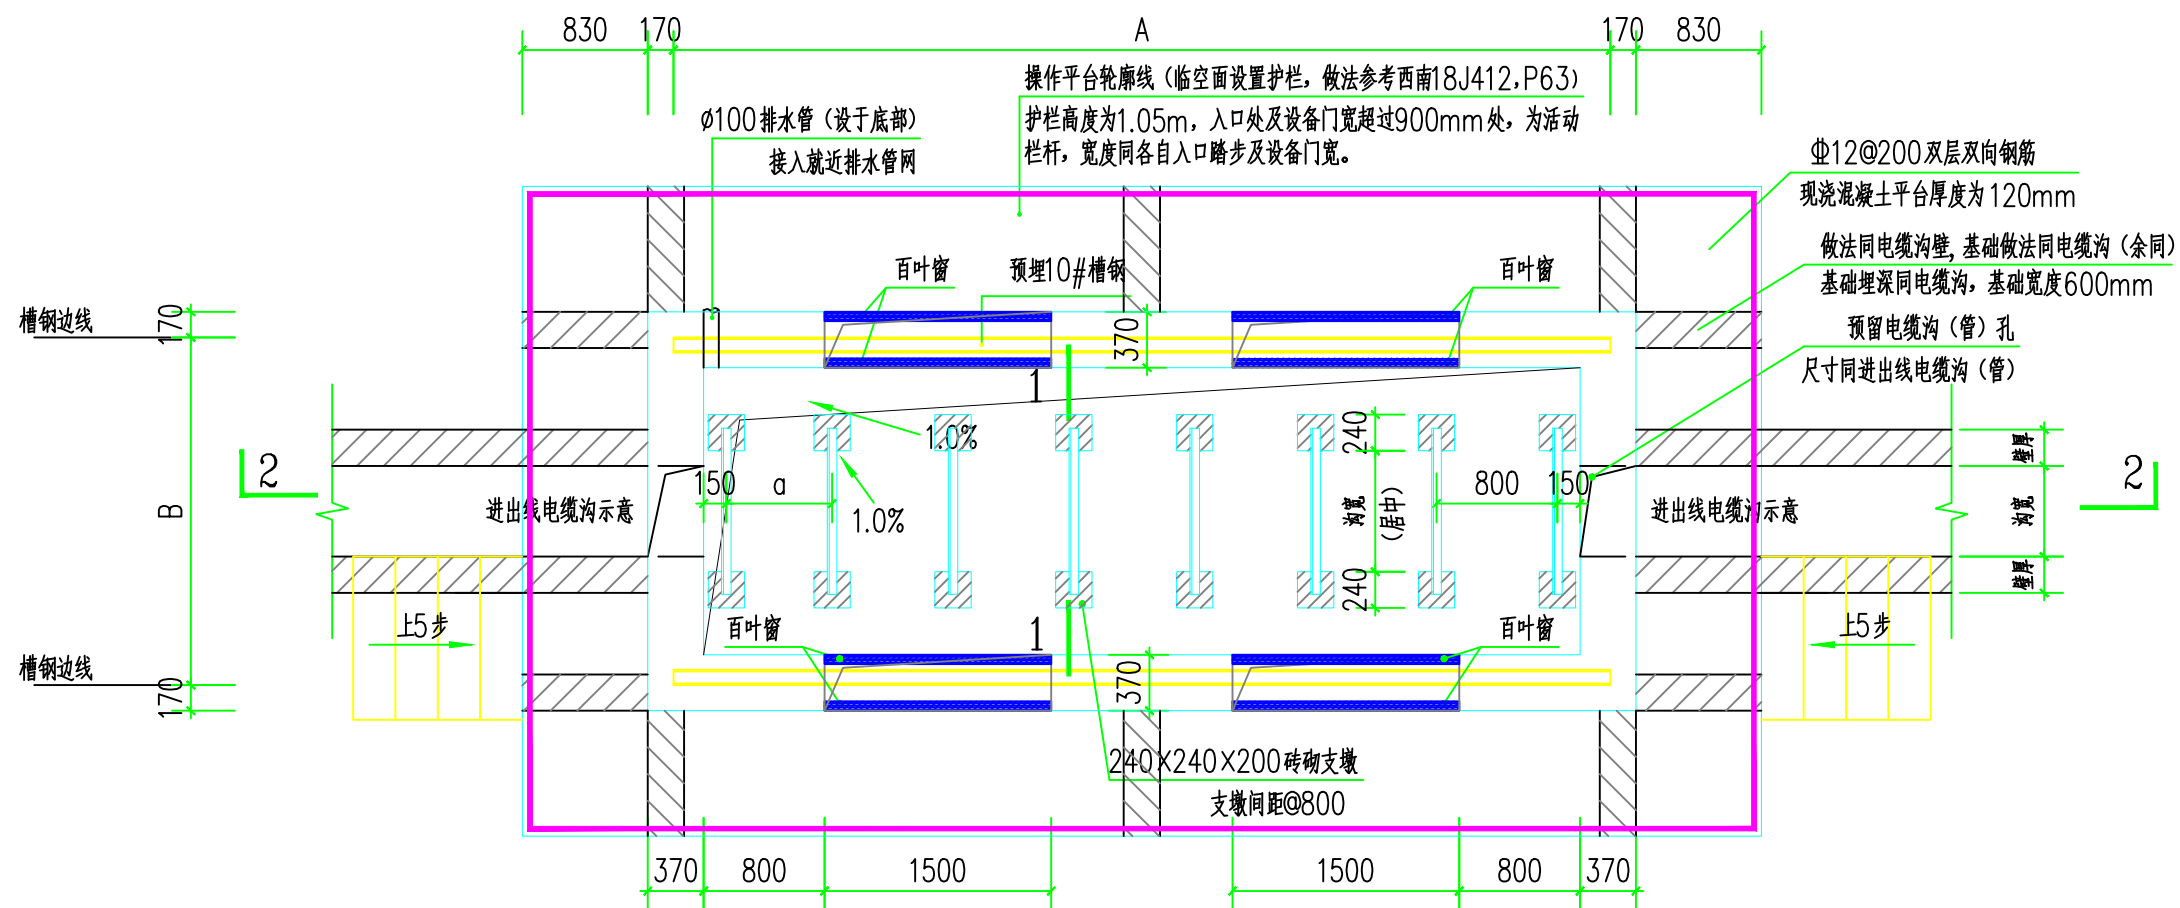 830
170
A
170
830
操作平台轮廓线（临空面设置护栏，做法参考西南18J412,P63）
护栏高度为1.05m，入口处及设备门宽超过900mm处，为活动
栏杆，宽度同各自入口踏步及设备门宽。
ø100排水管（设于底部）
接入就近排水管网
⌀12@200双层双向钢筋
现浇混凝土平台厚度为120mm
做法同电缆沟壁,基础做法同电缆沟（余同）
基础埋深同电缆沟，基础宽度600mm
预留电缆沟（管）孔
尺寸同进出线电缆沟（管）
百叶窗
预埋10#槽钢
百叶窗
槽钢边线
170
370
1
1.0%
240
2
150
a
800
150
壁厚
2
B
进出线电缆沟示意
1.0%
沟宽
(居中)
进出线电缆沟示意
沟宽
240
壁厚
上5步
百叶窗
1
百叶窗
上5步
槽钢边线
170
370
240×240×200砖砌支墩
支墩间距@800
370
800
1500
1500
800
370